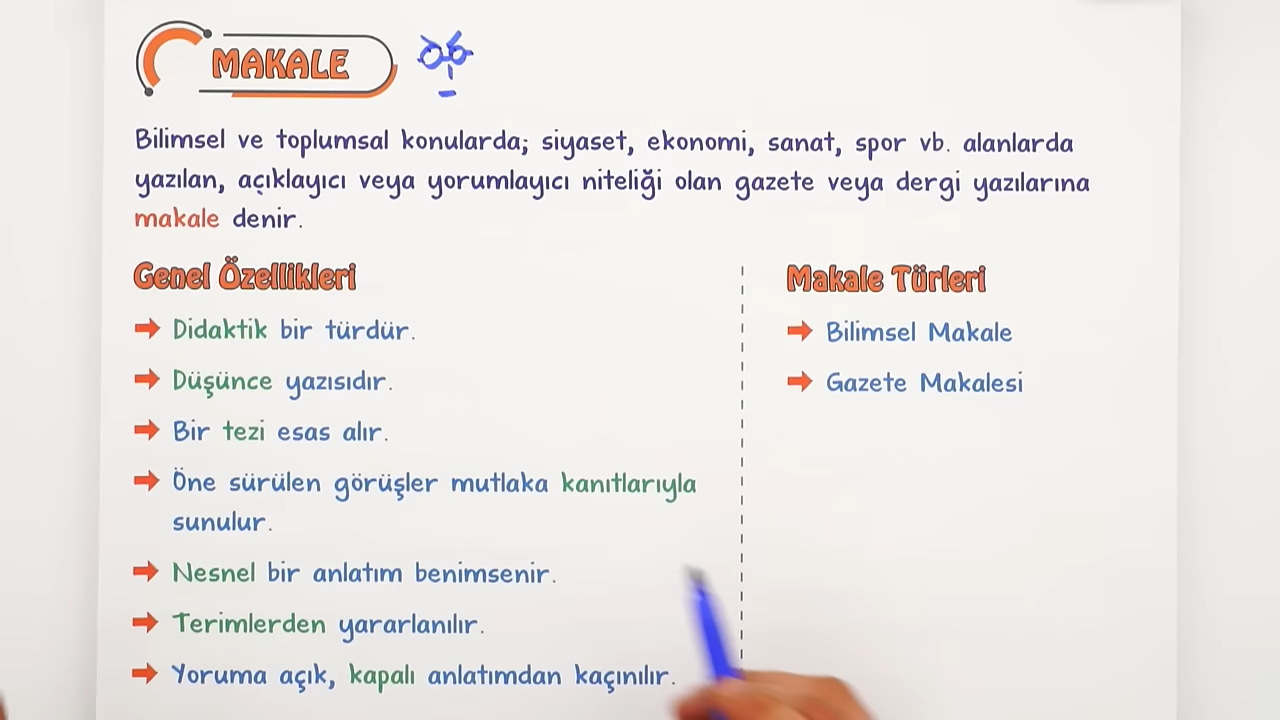 MAKALE
Bilimsel ve toplumsal konularda; siyaset, ekonomi, sanat, spor vb. alanlarda
yazılan, açıklayıcı veya yorumlayıcı niteliği olan gazete veya dergi yazılarına
makale denir.
Genel Özellikleri
Didaktik bir türdür.
Düşünce yazısıdır.
Bir tezi esas alır.
Öne sürülen görüşler mutlaka kanıtlarıyla
sunulur.
Nesnel bir anlatım benimsenir.
Terimlerden yararlanılır.
Yoruma açık, kapalı anlatımdan kaçınılır.
Makale Türleri
Bilimsel Makale
Gazete Makalesi